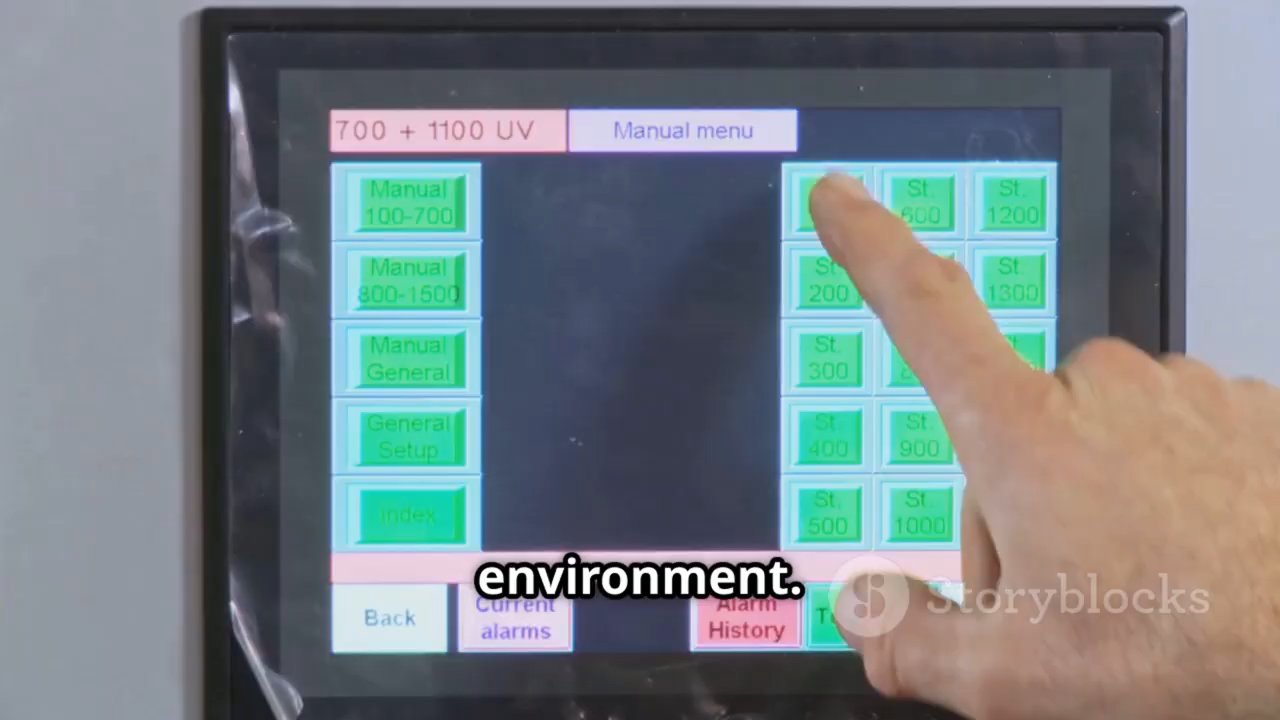 700 + 1100 UV
Manual menu
Manual
100-700
St.
600
St.
1200
Manual
800-1500
St.
200
1300
Manual
General
St.
300
General
Setup
St.
400
St.
900
Index
St.
500
St.
1000
environment.
Back
Current
alarms
Alarm
History
Storyblocks